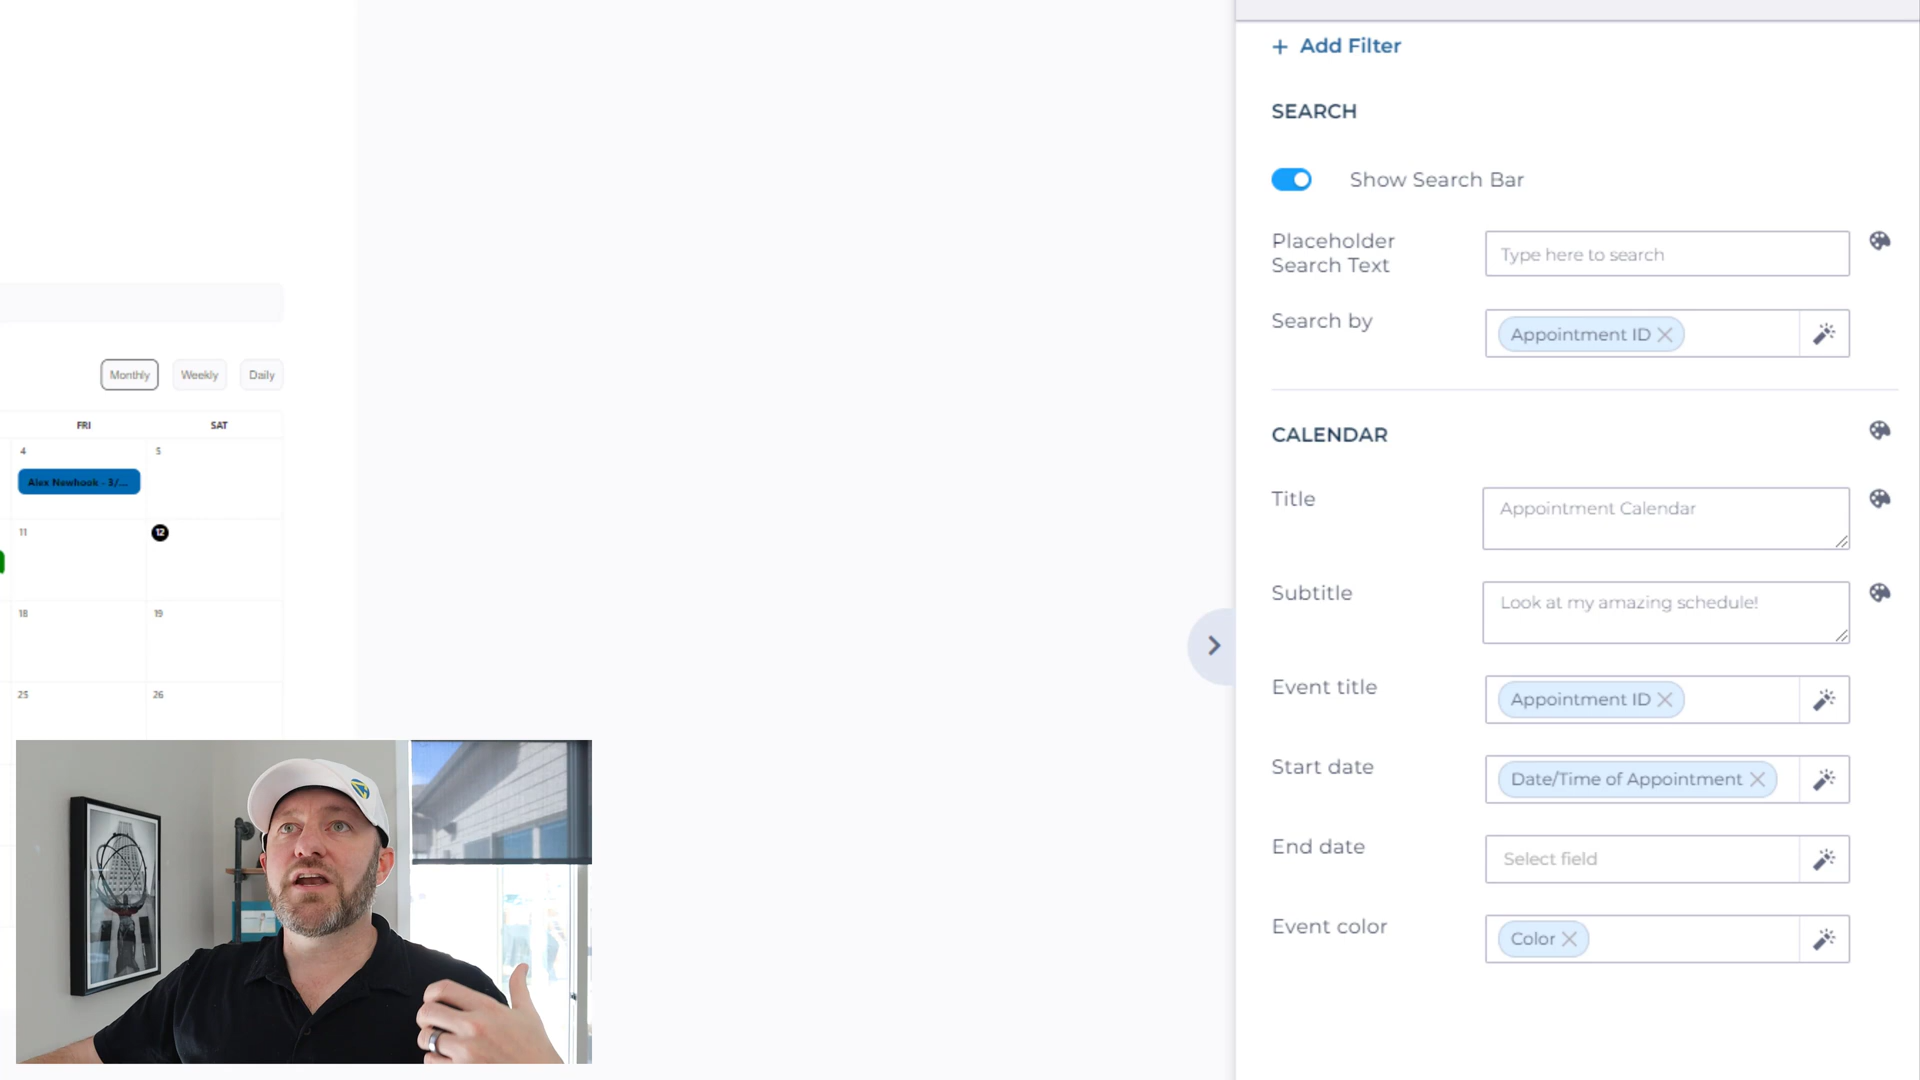 + Add Filter
SEARCH
Show Search Bar
Placeholder
Search Text
Type here to search
Search by
Appointment ID
CALENDAR
Title
Appointment Calendar
Subtitle
Look at my amazing schedule!
Event title
Appointment ID
Start date
Date/Time of Appointment
End date
Select field
Event color
Color
Monthly Weekly Daily
FRI SAT
4 5
Alex Newhook - 3/...
11 12
18 19
25 26